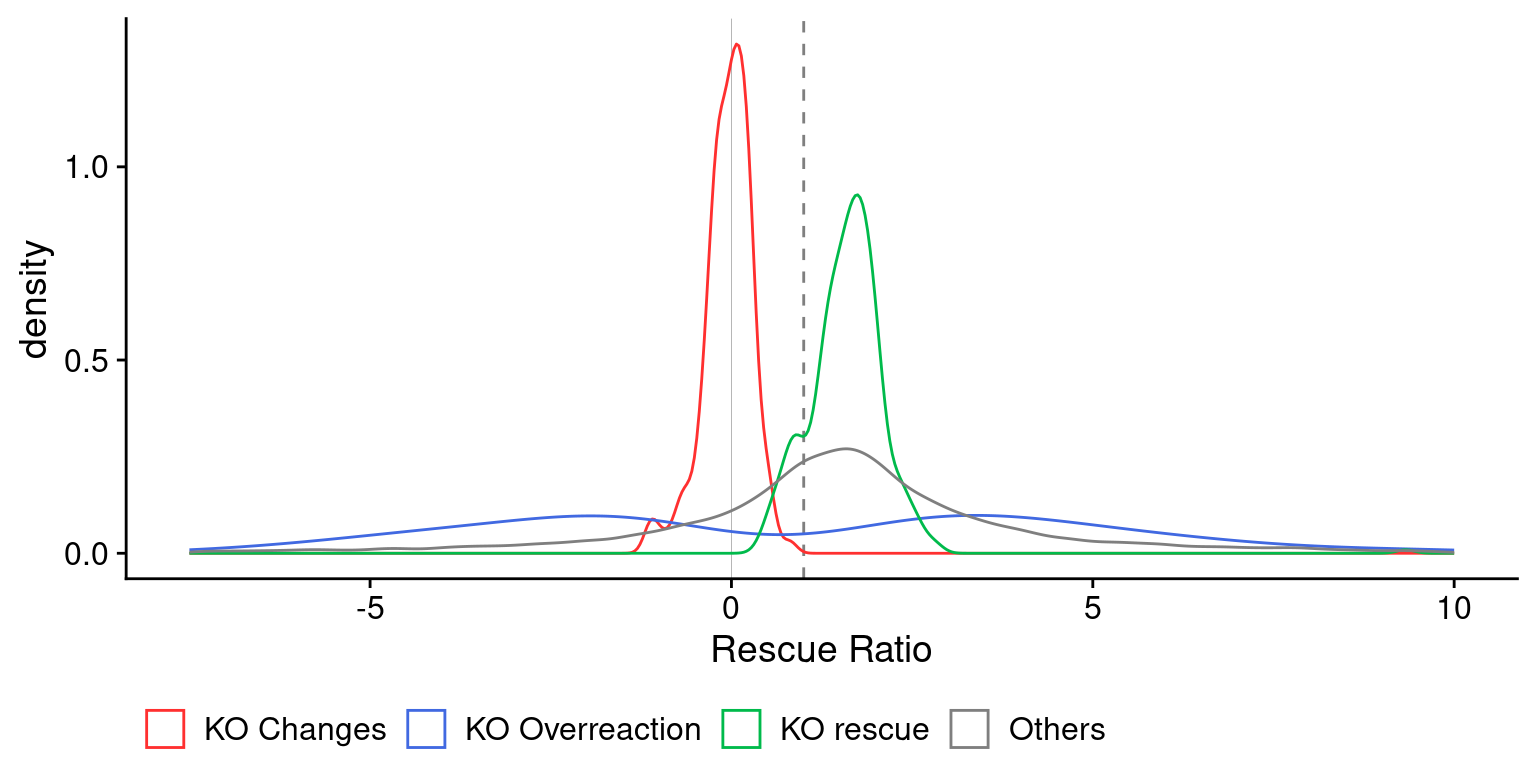 density
1.0
0.5
0.0
-5 0 5 10
Rescue Ratio
KO Changes KO Overreaction KO rescue Others